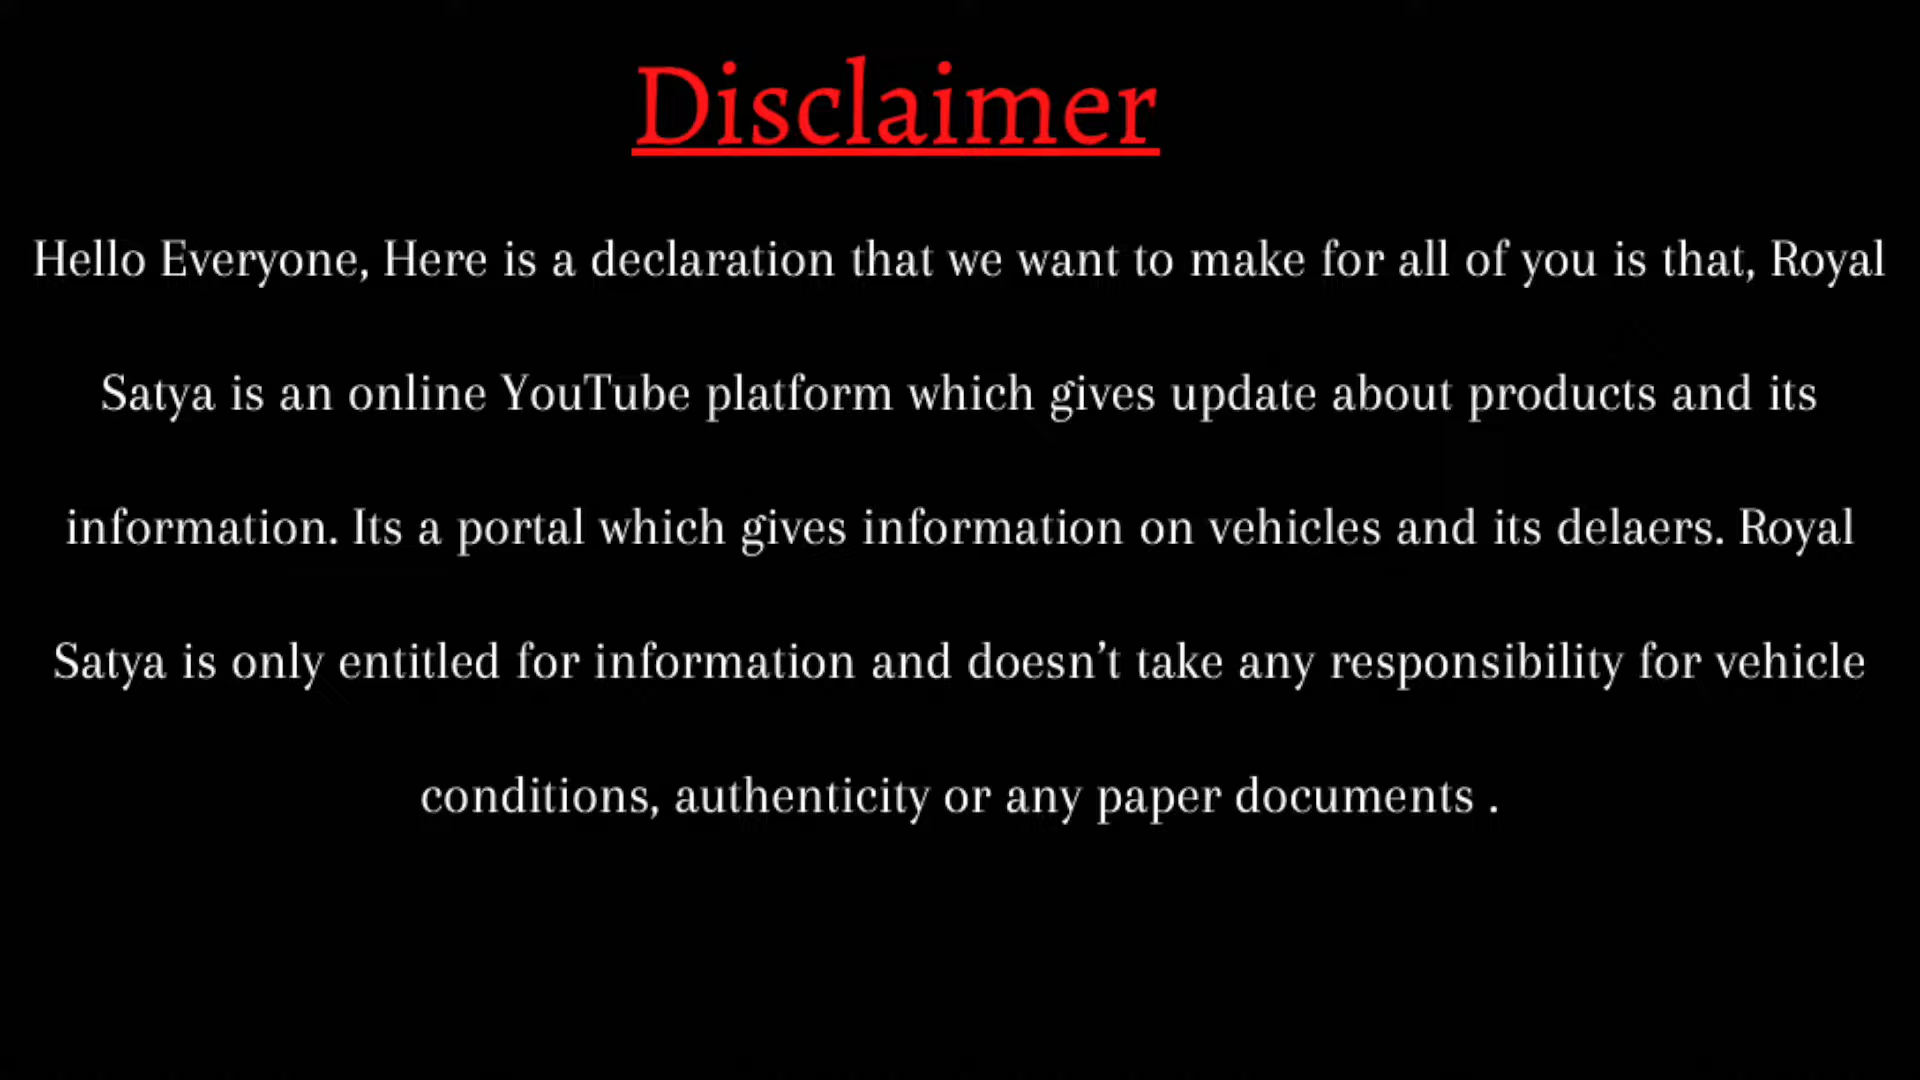 Disclaimer
Hello Everyone, Here is a declaration that we want to make for all of you is that, Royal
Satya is an online YouTube platform which gives update about products and its
information. Its a portal which gives information on vehicles and its delaers. Royal
Satya is only entitled for information and doesn’t take any responsibility for vehicle
conditions, authenticity or any paper documents .